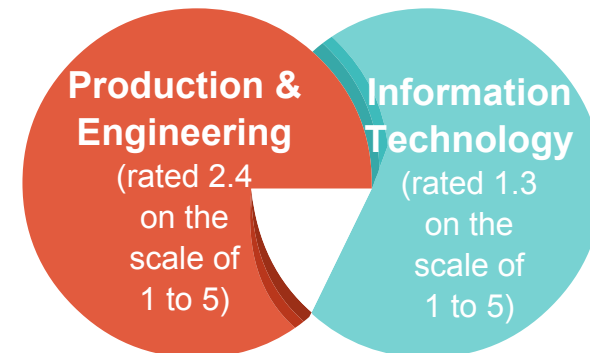 Production &
Engineering
(rated 2.4
on the
scale of
1 to 5)
Information
Technology
(rated 1.3
on the
scale of
1 to 5)